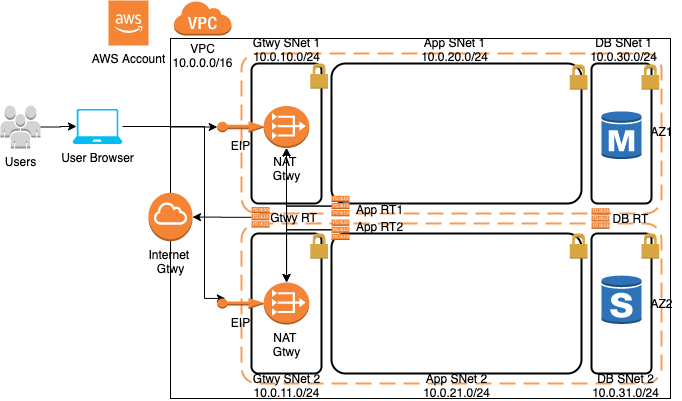 aws
AWS Account
VPC
10.0.0.0/16
Gtwy SNet 1
10.0.10.0/24
App SNet 1
10.0.20.0/24
DB SNet 1
10.0.30.0/24
Users
User Browser
EIP
NAT
Gtwy
M
AZ1
Internet
Gtwy
Gtwy RT
App RT1
App RT2
DB RT
EIP
NAT
Gtwy
S
AZ2
Gtwy SNet 2
10.0.11.0/24
App SNet 2
10.0.21.0/24
DB SNet 2
10.0.31.0/24